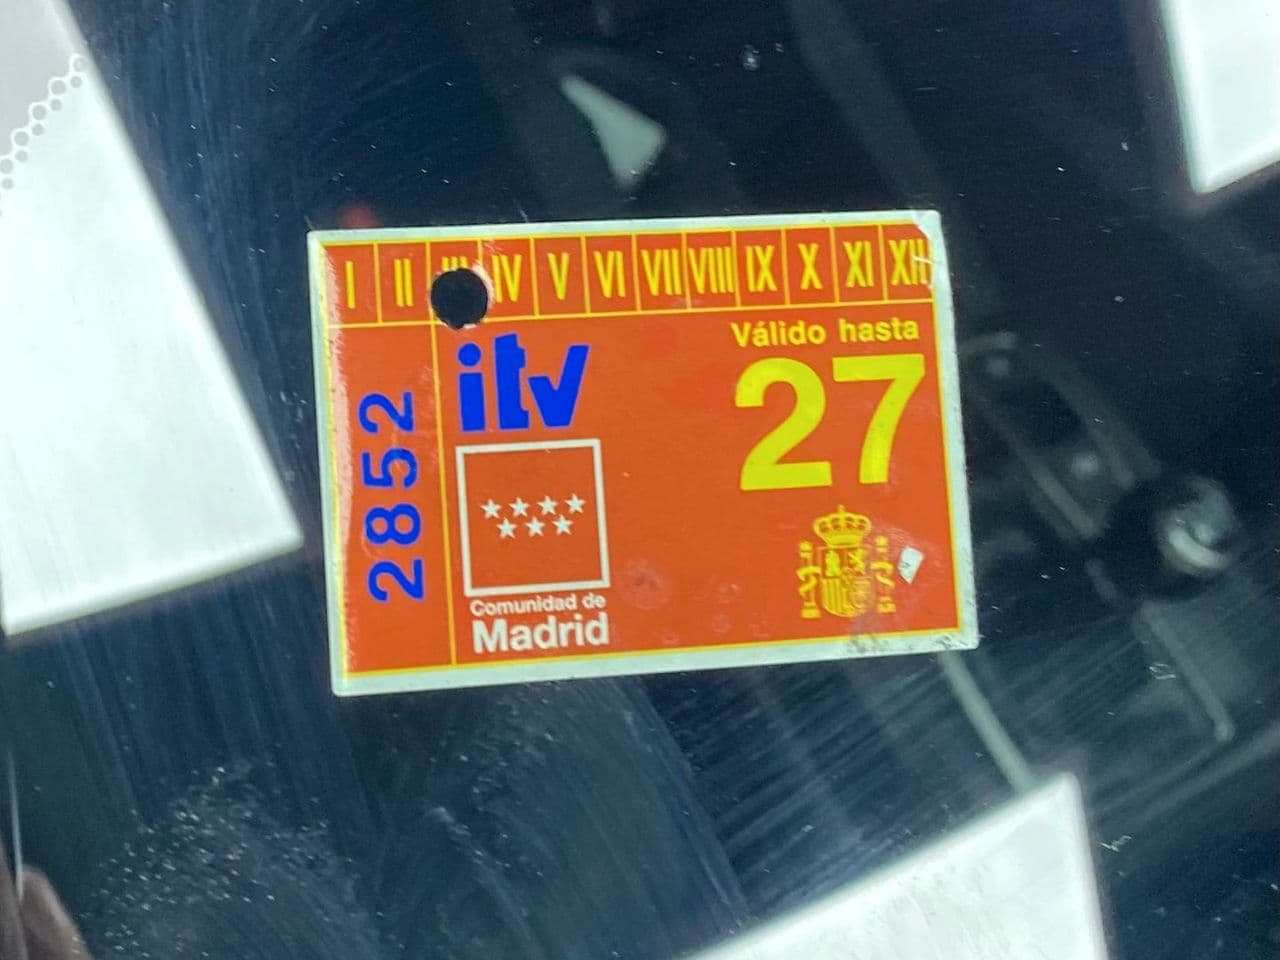 I II III IV V VI VII VIII IX X XI XII
Válido hasta
27
itv
2852
Comunidad de
Madrid